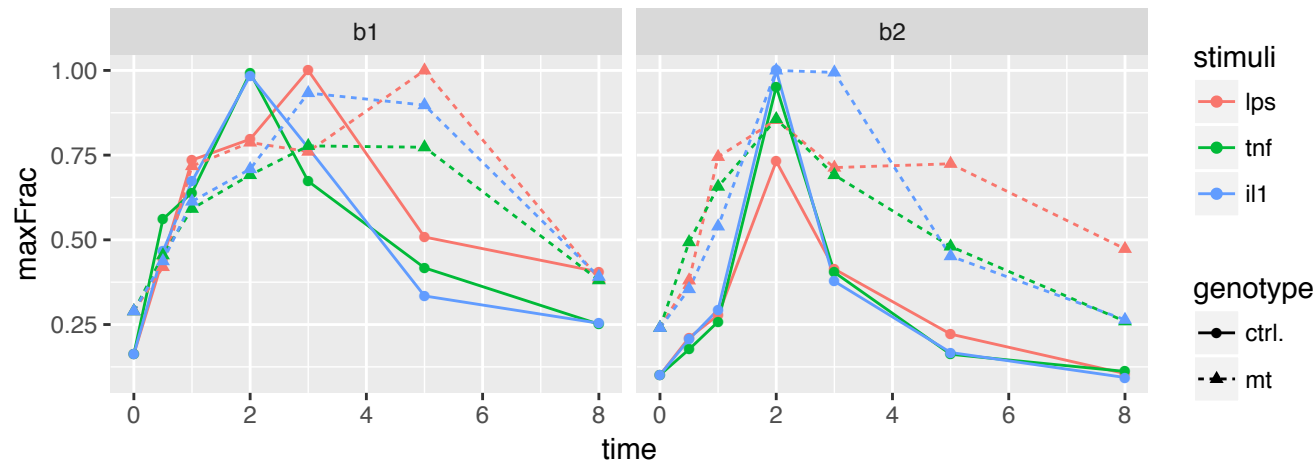 b1
b2
1.00
0.75
0.50
0.25
maxFrac
0 2 4 6 8
0 2 4 6 8
time
stimuli
lps
tnf
il1
genotype
ctrl.
mt